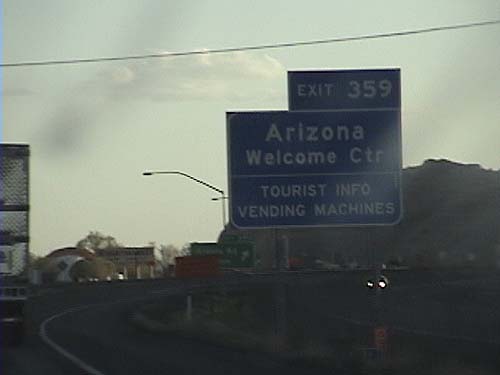 EXIT 359
Arizona
Welcome Ctr
TOURIST INFO
VENDING MACHINES